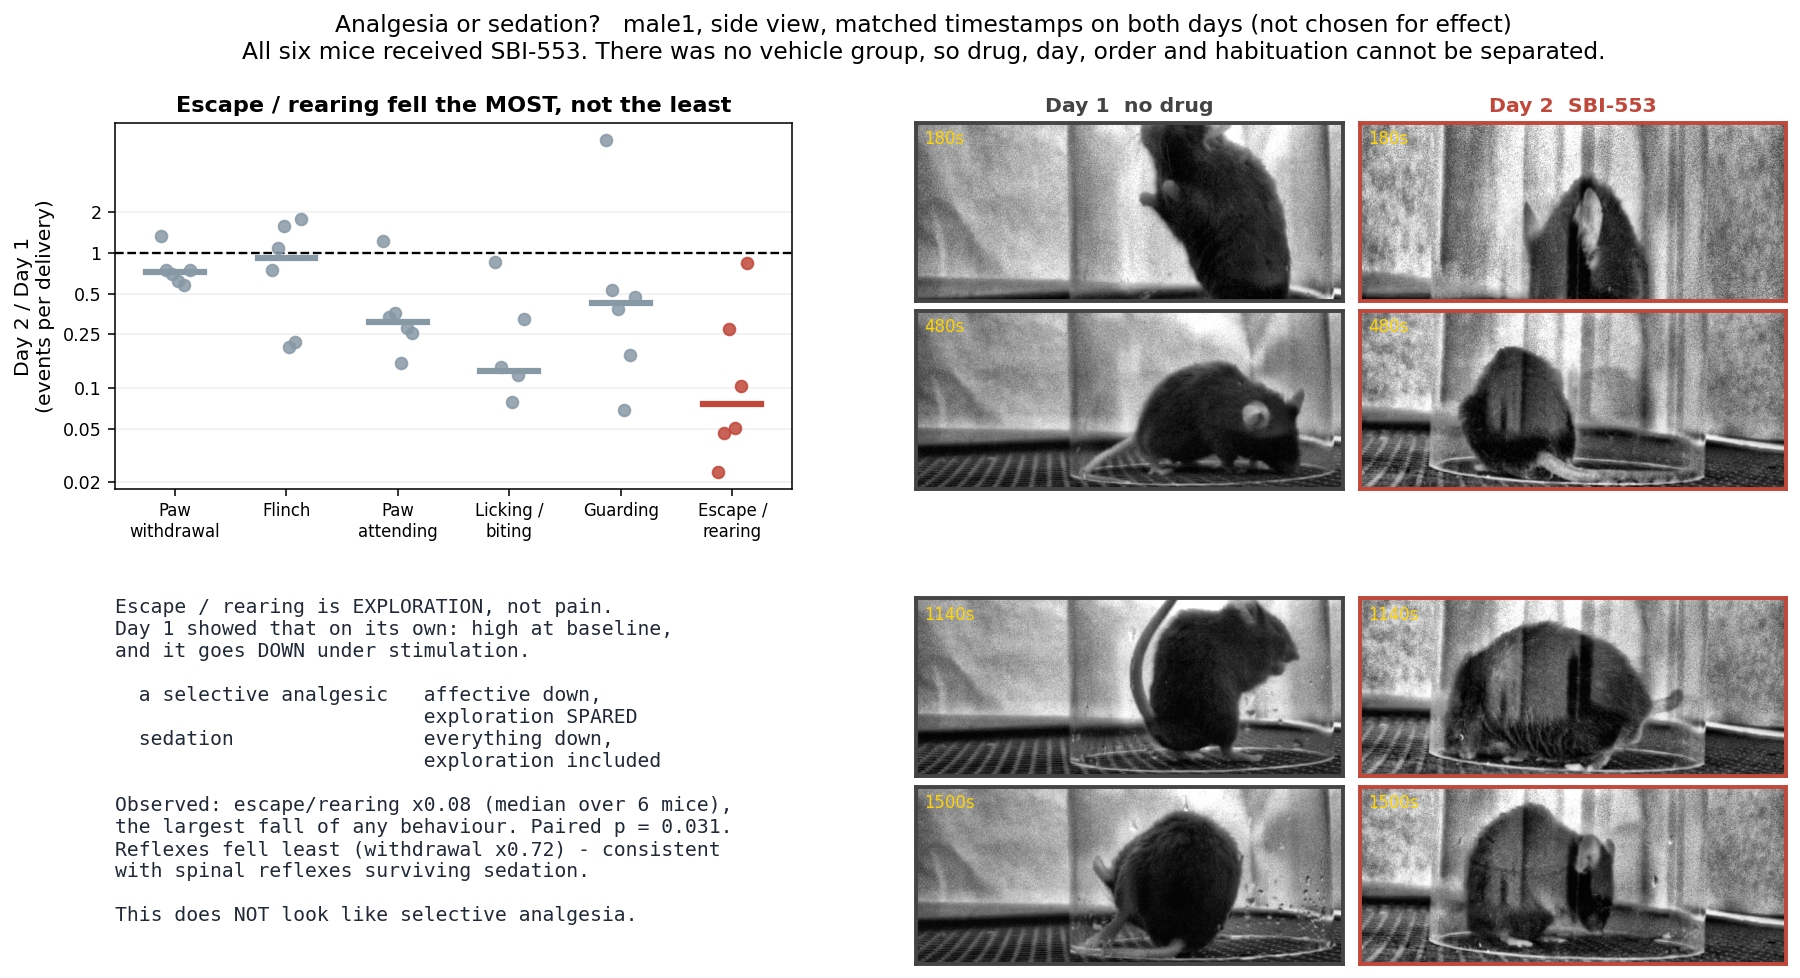 Analgesia or sedation?   male1, side view, matched timestamps on both days (not chosen for effect)
All six mice received SBI-553. There was no vehicle group, so drug, day, order and habituation cannot be separated.
Escape / rearing fell the MOST, not the least
Day 2 / Day 1
(events per delivery)
2
1
0.5
0.25
0.1
0.05
0.02
Paw
withdrawal
Flinch
Paw
attending
Licking /
biting
Guarding
Escape /
rearing
Day 1  no drug
Day 2  SBI-553
180s
180s
480s
480s
Escape / rearing is EXPLORATION, not pain.
Day 1 showed that on its own: high at baseline,
and it goes DOWN under stimulation.
a selective analgesic   affective down,
exploration SPARED
sedation                everything down,
exploration included
Observed: escape/rearing x0.08 (median over 6 mice),
the largest fall of any behaviour. Paired p = 0.031.
Reflexes fell least (withdrawal x0.72) - consistent
with spinal reflexes surviving sedation.
This does NOT look like selective analgesia.
1140s
1140s
1500s
1500s